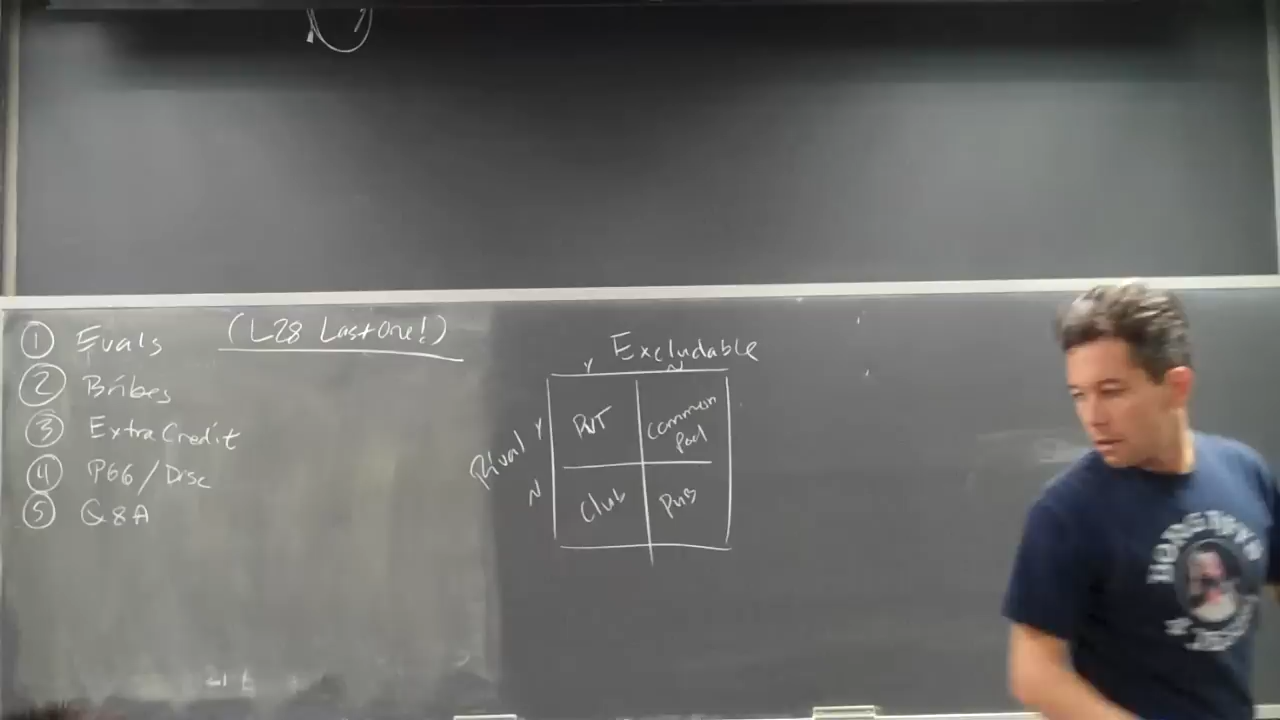 (L28 Last One!)
① Evals
② Bribes
③ Extra Credit
④ PGG / Disc
⑤ Q&A
Excludable
Y N
Rival
Y
N
PVT
Common
Pool
Club
Pub